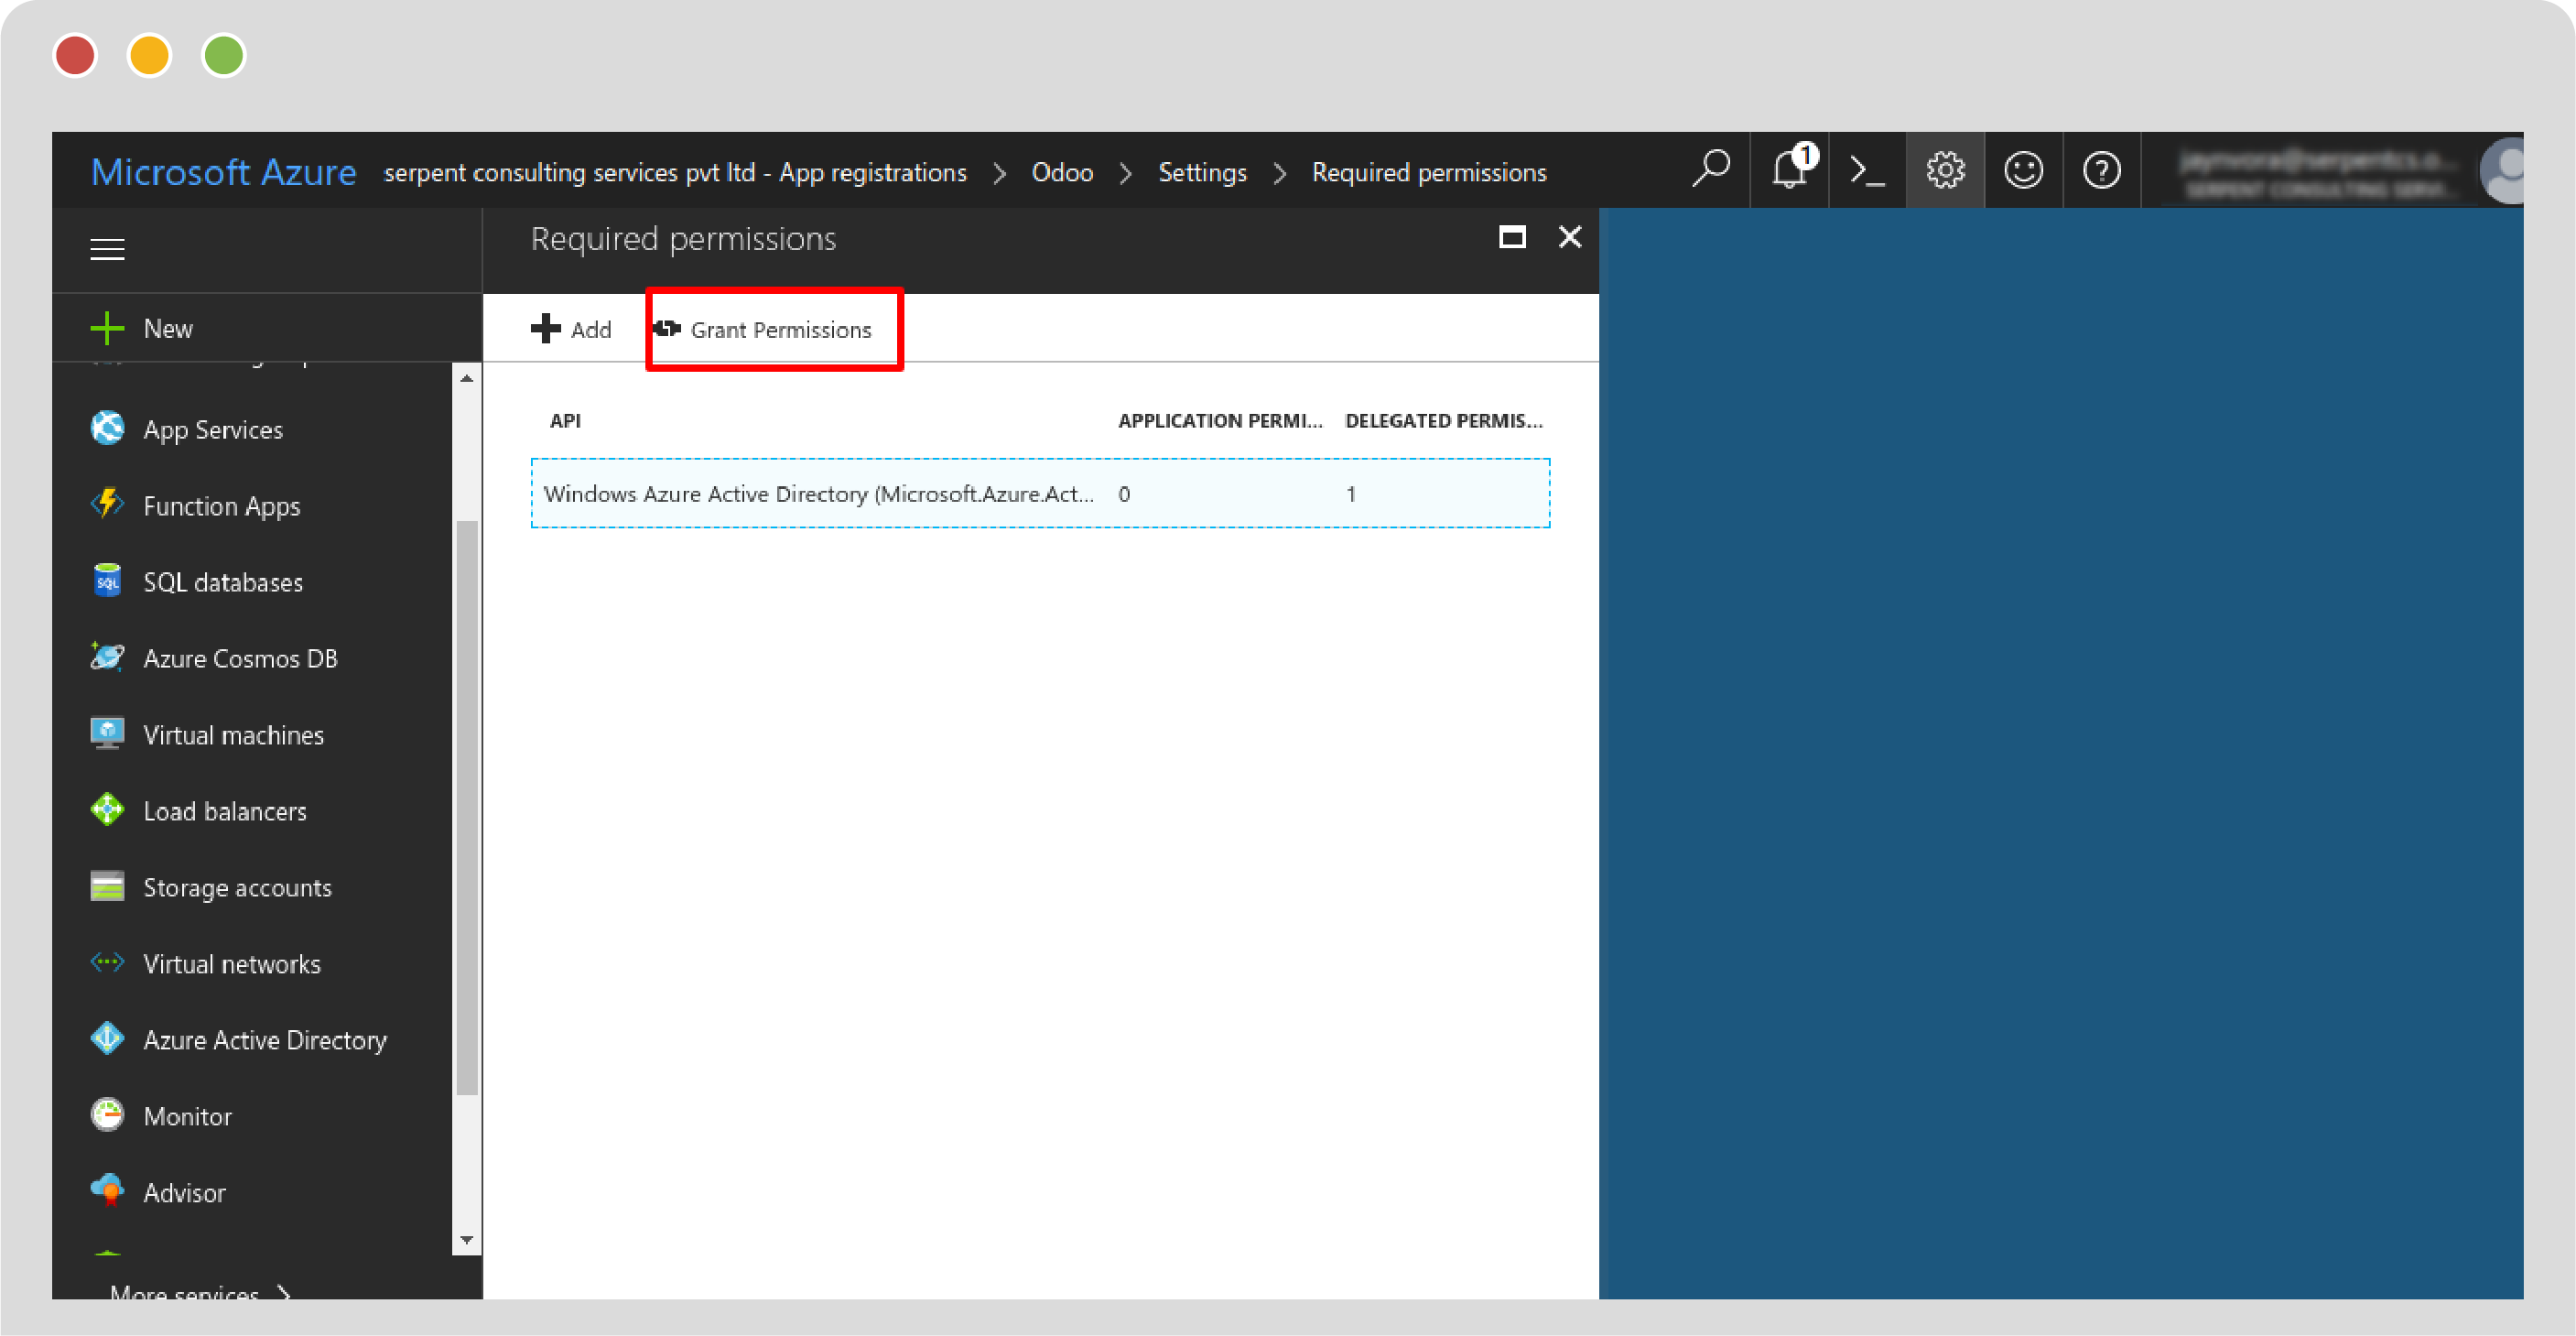 Microsoft Azure serpent consulting services pvt ltd - App registrations > Odoo > Settings > Required permissions
1
Required permissions
New
Add
Grant Permissions
API APPLICATION PERMI... DELEGATED PERMIS...
Windows Azure Active Directory (Microsoft.Azure.Act... 0 1
App Services
Function Apps
SQL databases
Azure Cosmos DB
Virtual machines
Load balancers
Storage accounts
Virtual networks
Azure Active Directory
Monitor
Advisor
More services >